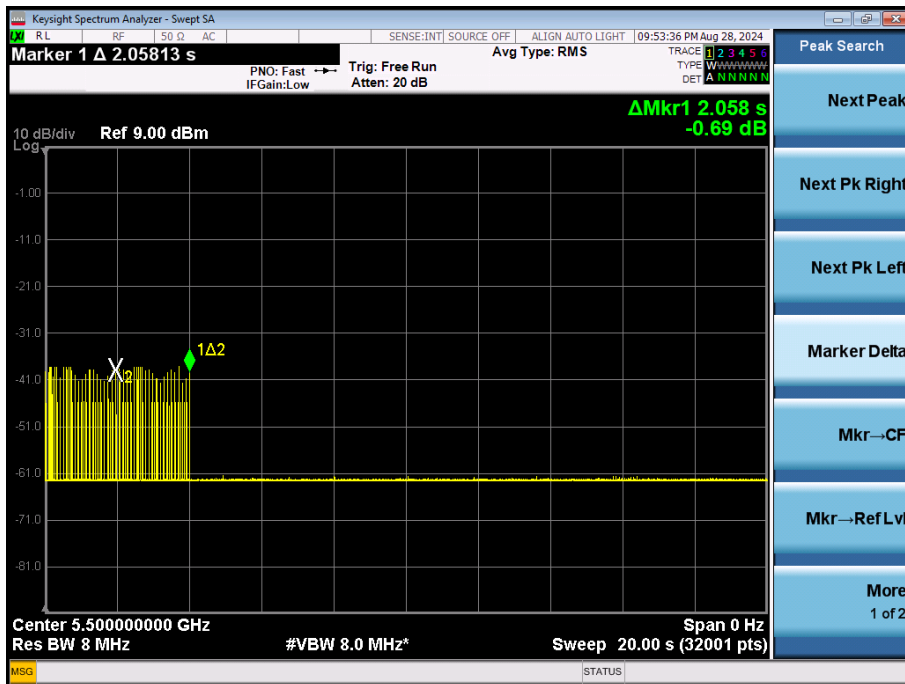 Keysight Spectrum Analyzer - Swept SA
LXI RL RF 50 Ω AC SENSE:INT SOURCE OFF ALIGN AUTO LIGHT 09:53:36 PM Aug 28, 2024
Marker 1 Δ 2.05813 s
PNO: Fast
IFGain:Low
Trig: Free Run
Atten: 20 dB
Avg Type: RMS
TRACE 1 2 3 4 5 6
TYPE WWWWWW
DET A N N N N N
Peak Search
ΔMkr1 2.058 s
-0.69 dB
10 dB/div Ref 9.00 dBm
Log
-1.00
-11.0
-21.0
-31.0
-41.0
-51.0
-61.0
-71.0
-81.0
1Δ2
X2
Center 5.500000000 GHz
Span 0 Hz
Res BW 8 MHz
#VBW 8.0 MHz*
Sweep 20.00 s (32001 pts)
Next Peak
Next Pk Right
Next Pk Left
Marker Delta
Mkr→CF
Mkr→Ref Lvl
More
1 of 2
MSG
STATUS